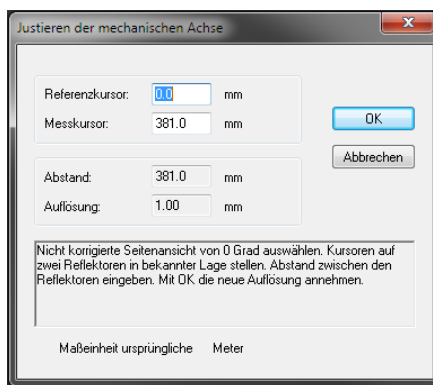 Justieren der mechanischen Achse
Referenzkursor: 0.0 mm
Messkursor: 381.0 mm
OK
Abbrechen
Abstand: 381.0 mm
Auflösung: 1.00 mm
Nicht korrigierte Seitenansicht von 0 Grad auswählen. Kursoren auf
zwei Reflektoren in bekannter Lage stellen. Abstand zwischen den
Reflektoren eingeben. Mit OK die neue Auflösung annehmen.
Maßeinheit ursprüngliche Meter